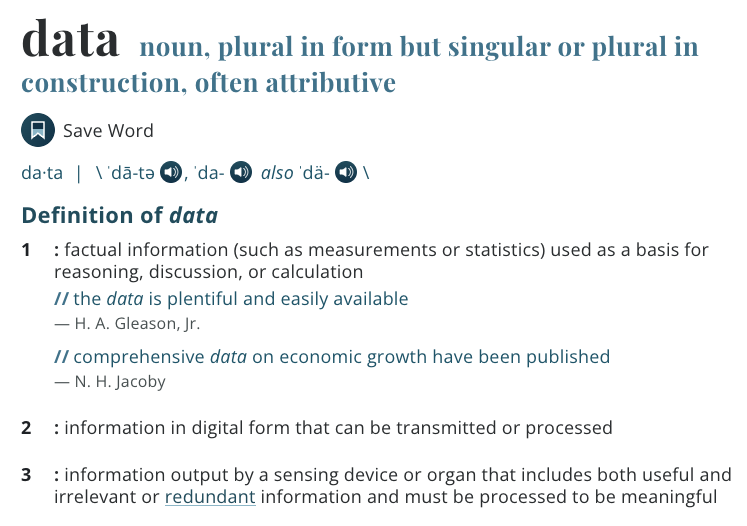 data noun, plural in form but singular or plural in
construction, often attributive
Save Word
da·ta | \ ˈdā-tə , ˈda- also ˈdä- \
Definition of data
1 : factual information (such as measurements or statistics) used as a basis for
reasoning, discussion, or calculation
// the data is plentiful and easily available
— H. A. Gleason, Jr.
// comprehensive data on economic growth have been published
— N. H. Jacoby
2 : information in digital form that can be transmitted or processed
3 : information output by a sensing device or organ that includes both useful and
irrelevant or redundant information and must be processed to be meaningful